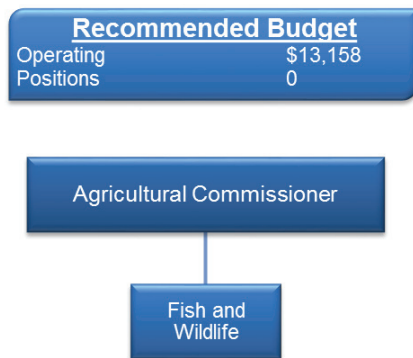 Recommended Budget
Operating $13,158
Positions 0
Agricultural Commissioner
Fish and
Wildlife